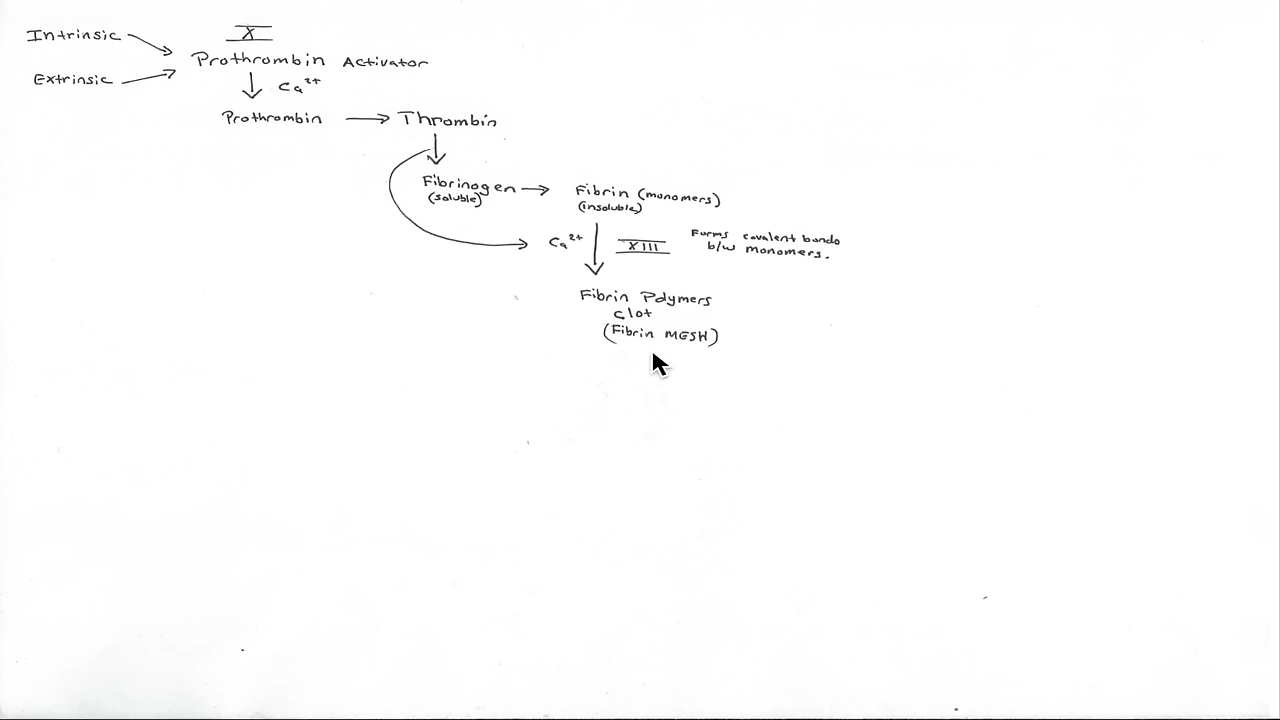 Intrinsic
X
Prothrombin Activator
Extrinsic
Ca2+
Prothrombin → Thrombin
Fibrinogen → Fibrin (monomers)
(soluble) (insoluble)
Ca2+ XIII Forms covalent bonds
b/w monomers.
Fibrin Polymers
clot
(Fibrin MESH)